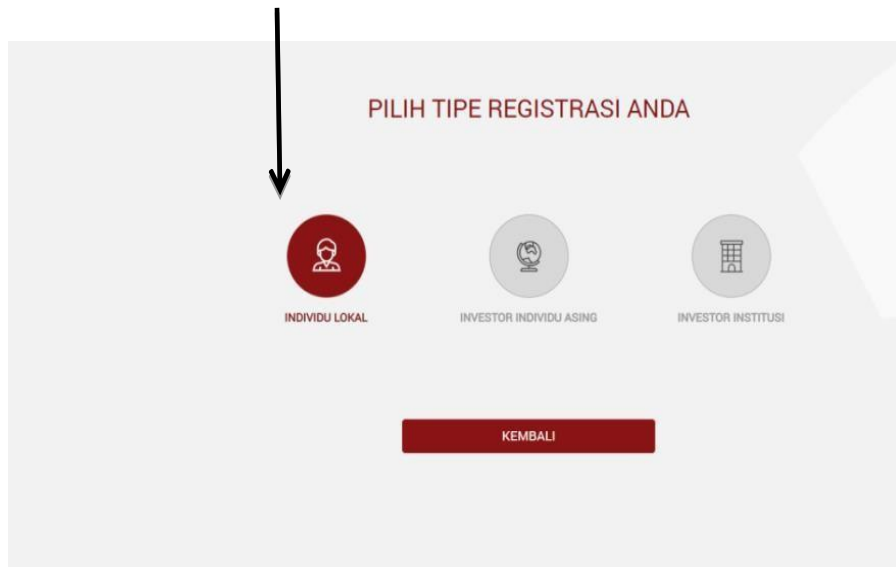 PILIH TIPE REGISTRASI ANDA
INDIVIDU LOKAL
INVESTOR INDIVIDU ASING
INVESTOR INSTITUSI
KEMBALI